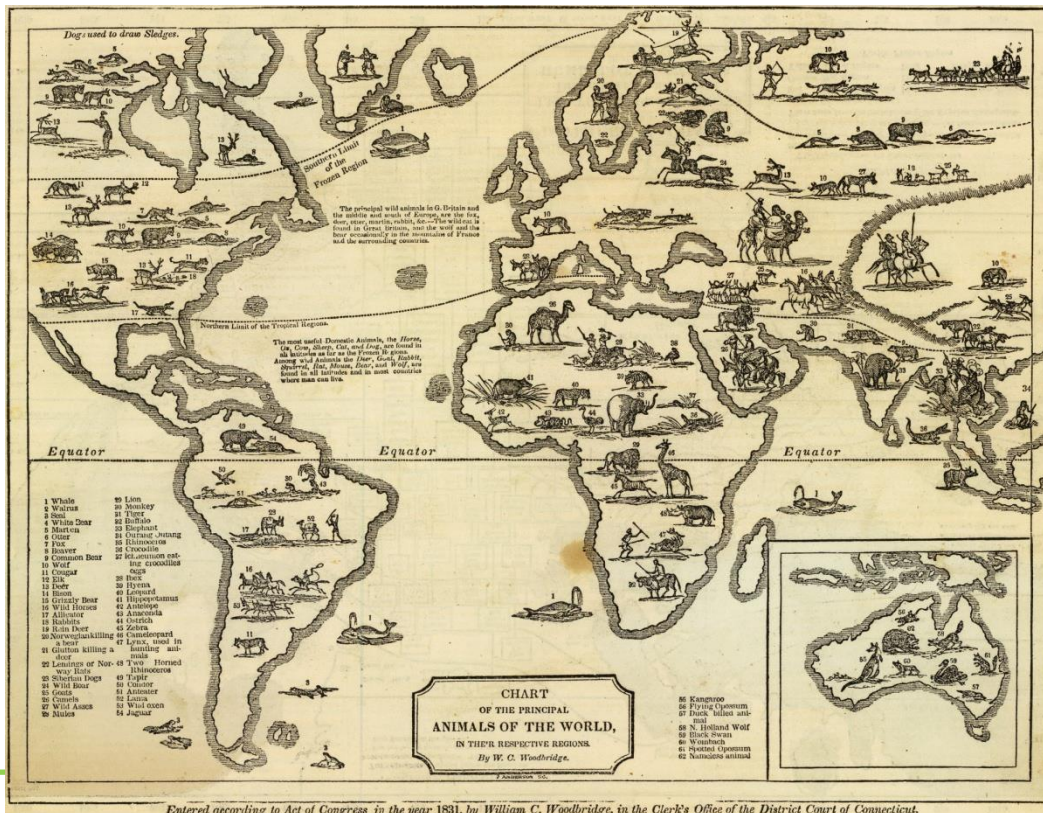 Dogs used to draw Sledges.
Southern Limit
of the
Frozen Region
The principal wild animals in G. Britain and
the middle and south of Europe, are the fox,
deer, otter, martin, rabbit, &c.—The wild cat is
found in Great Britain, and the wolf and the
bear occasionally in the mountains of France
and the surrounding countries.
Northern Limit of the Tropical Regions.
The most useful Domestic Animals, the Horse,
Ox, Cow, Sheep, Cat, and Dog, are found in
all latitudes as far as the Frozen Regions.
Among wild Animals the Deer, Goat, Rabbit,
Squirrel, Rat, Mouse, Bear, and Wolf, are
found in all latitudes and in most countries
where man can live.
Equator
Equator
Equator
1 Whale
2 Walrus
3 Seal
4 White Bear
5 Marten
6 Otter
7 Fox
8 Beaver
9 Common Bear
10 Wolf
11 Cougar
12 Elk
13 Deer
14 Bison
15 Grizzly Bear
16 Wild Horses
17 Alligator
18 Rabbits
19 Rein Deer
20 Norwegian killing
a bear
21 Glutton killing a
deer
22 Lemings or Nor-
way Rats
23 Siberian Dogs
24 Wild Boar
25 Goats
26 Camels
27 Wild Asses
28 Mules
29 Lion
30 Monkey
31 Tiger
32 Buffalo
33 Elephant
34 Ourang Outang
35 Rhinoceros
36 Crocodile
37 Ichneumon eat-
ing crocodiles
eggs
38 Ibex
39 Hyena
40 Leopard
41 Hippopotamus
42 Antelope
43 Anaconda
44 Ostrich
45 Zebra
46 Cameleopard
47 Lynx, used in
hunting ani-
mals
48 Two Horned
Rhinoceros
49 Tapir
50 Condor
51 Anteater
52 Lama
53 Wild oxen
54 Jaguar
CHART
OF THE PRINCIPAL
ANIMALS OF THE WORLD,
IN THEIR RESPECTIVE REGIONS.
By W. C. Woodbridge.
55 Kangaroo
56 Flying Opossum
57 Duck billed ani-
mal
58 N. Holland Wolf
59 Black Swan
60 Wombach
61 Spotted Opossum
62 Nameless animal
Entered according to Act of Congress in the year 1831, by William C. Woodbridge, in the Clerk's Office of the District Court of Connecticut.